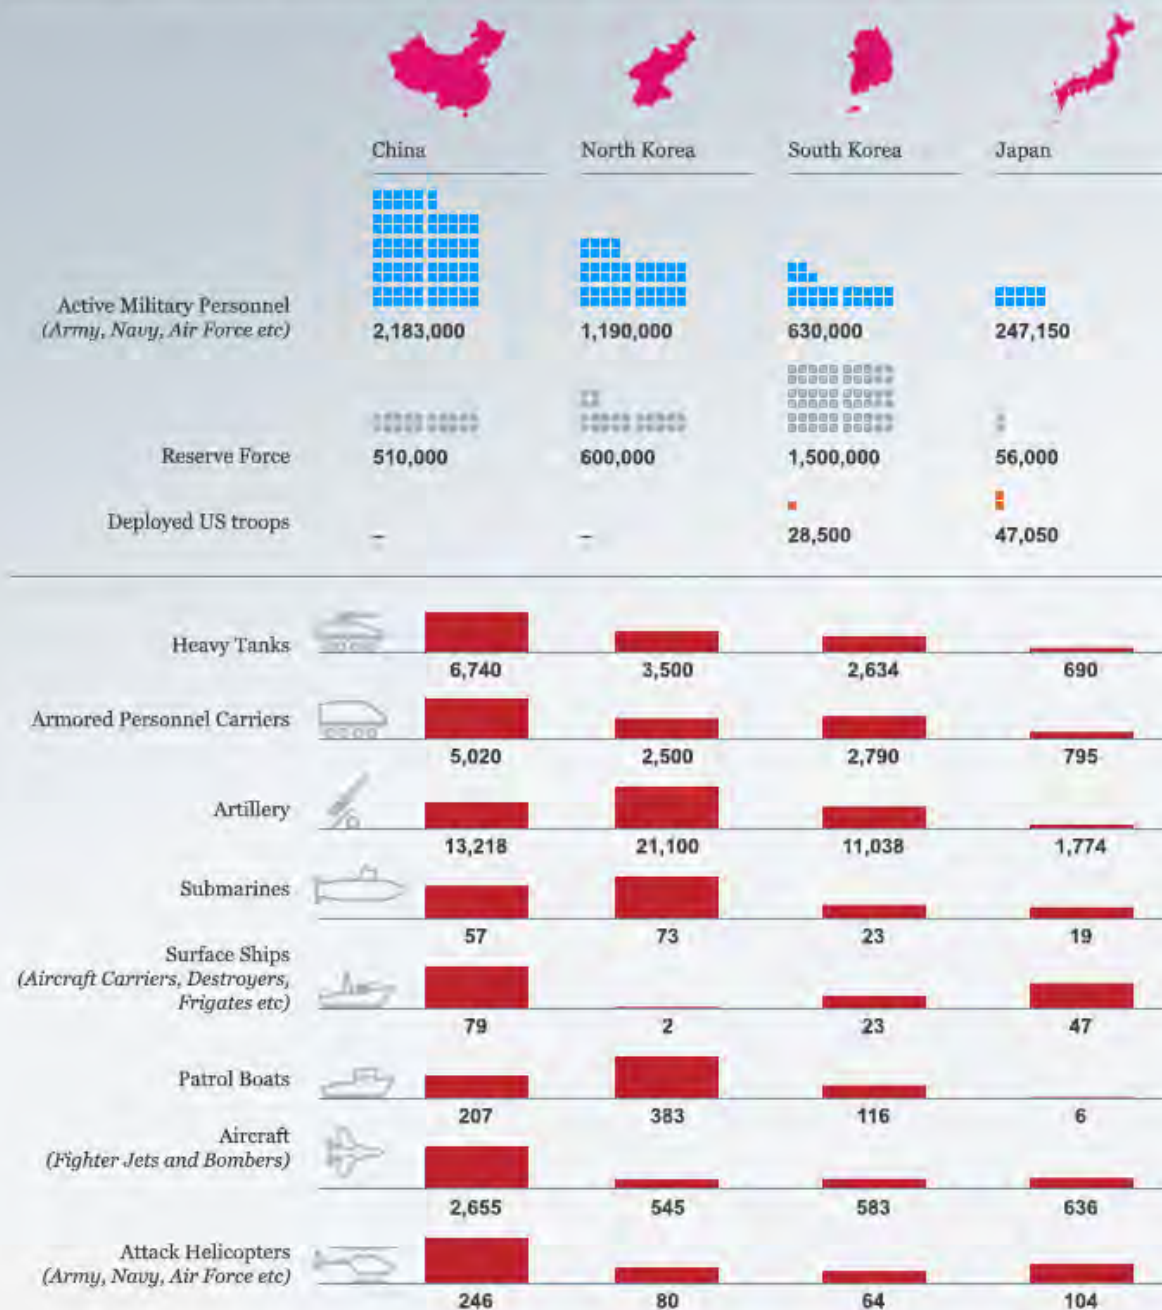 China North Korea South Korea Japan
Active Military Personnel
(Army, Navy, Air Force etc)
2,183,000 1,190,000 630,000 247,150
Reserve Force
510,000 600,000 1,500,000 56,000
Deployed US troops
– – 28,500 47,050
Heavy Tanks
6,740 3,500 2,634 690
Armored Personnel Carriers
5,020 2,500 2,790 795
Artillery
13,218 21,100 11,038 1,774
Submarines
57 73 23 19
Surface Ships
(Aircraft Carriers, Destroyers,
Frigates etc)
79 2 23 47
Patrol Boats
207 383 116 6
Aircraft
(Fighter Jets and Bombers)
2,655 545 583 636
Attack Helicopters
(Army, Navy, Air Force etc)
246 80 64 104